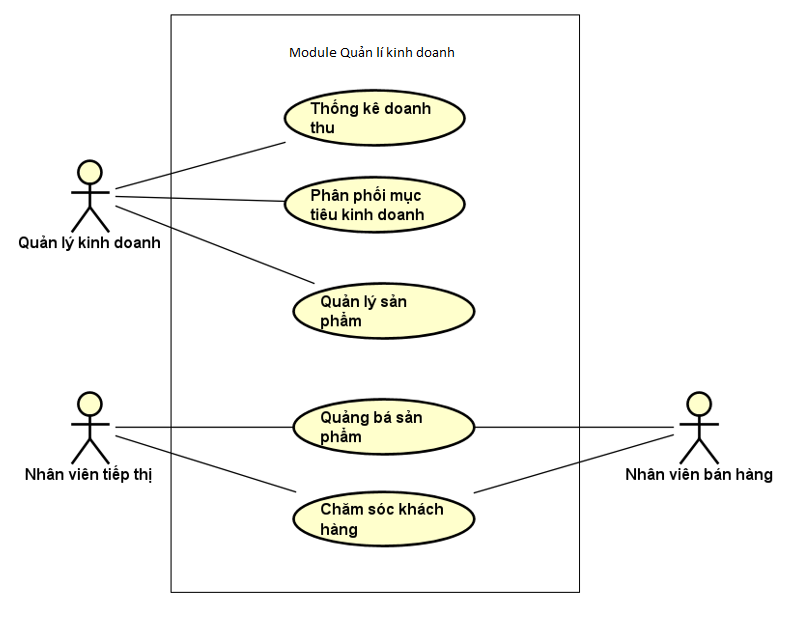 Module Quản lí kinh doanh
Thống kê doanh
thu
Phân phối mục
tiêu kinh doanh
Quản lý kinh doanh
Quản lý sản
phẩm
Quảng bá sản
phẩm
Nhân viên tiếp thị
Nhân viên bán hàng
Chăm sóc khách
hàng